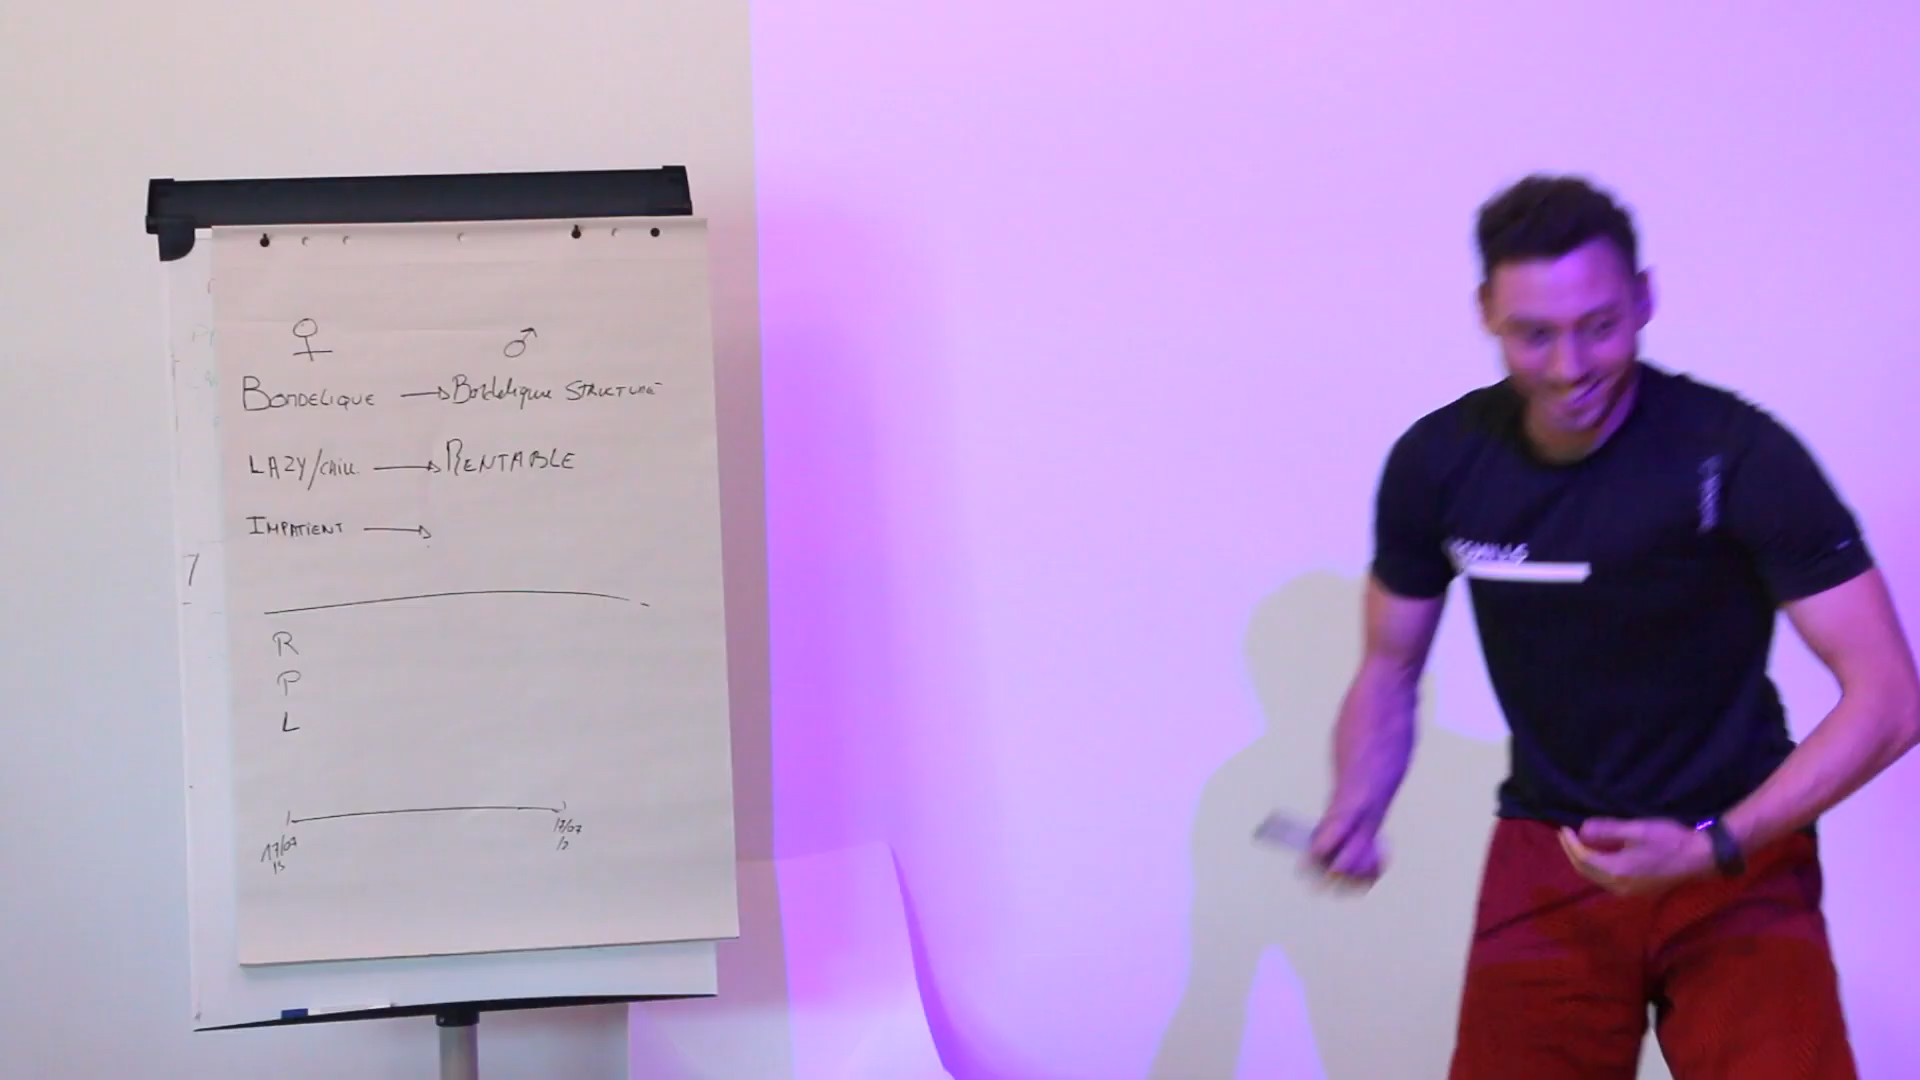 ♀ ♂
BORDELIQUE → Bordelique STRUCTURÉ
LAZY/CHILL → RENTABLE
IMPATIENT →
R
P
L
17/07 17/07